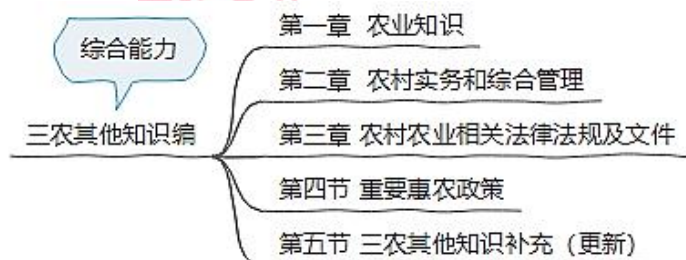 综合能力
三农其他知识编
第一章 农业知识
第二章 农村实务和综合管理
第三章 农村农业相关法律法规及文件
第四节 重要惠农政策
第五节 三农其他知识补充（更新）